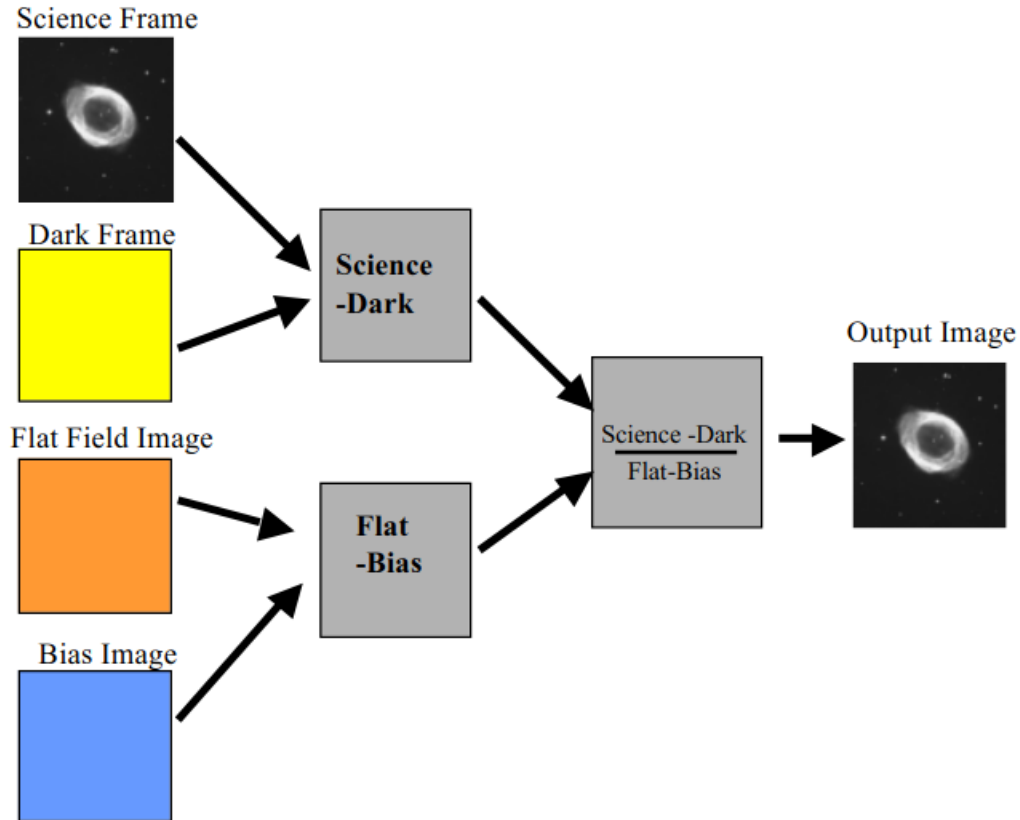 Science Frame
Dark Frame
Science
-Dark
Flat Field Image
Flat
-Bias
Bias Image
Science -Dark
Flat-Bias
Output Image